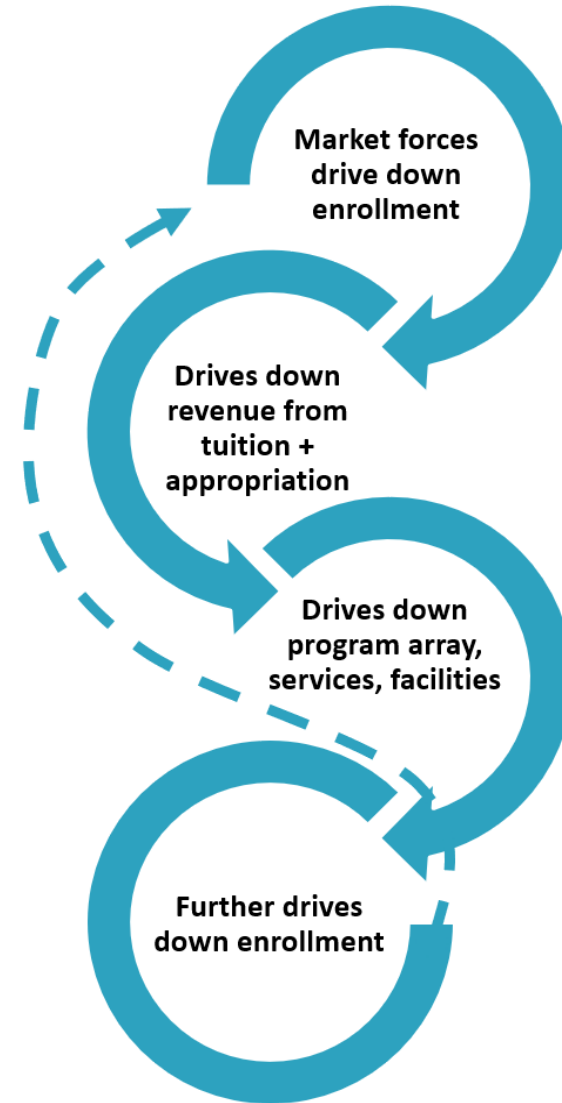 Market forces
drive down
enrollment
Drives down
revenue from
tuition +
appropriation
Drives down
program array,
services, facilities
Further drives
down enrollment